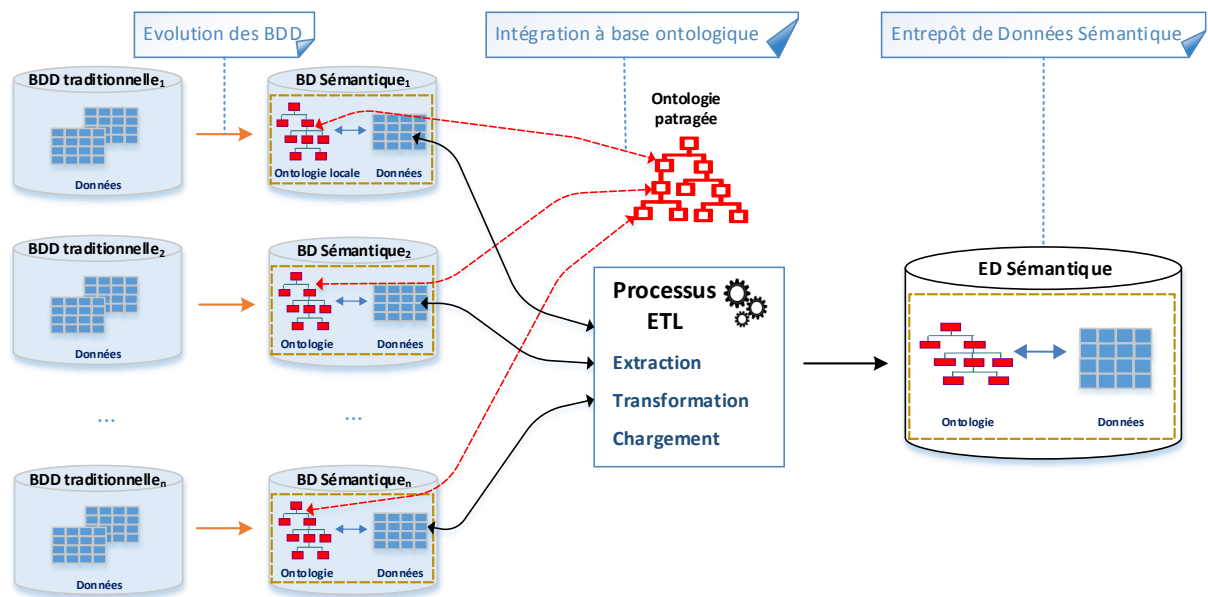 Evolution des BDD
Intégration à base ontologique
Entrepôt de Données Sémantique
BDD traditionnelle1
Données
BD Sémantique1
Ontologie locale
Données
Ontologie
patragée
BDD traditionnelle2
Données
BD Sémantique2
Ontologie
Données
Processus
ETL
Extraction
Transformation
Chargement
ED Sémantique
Ontologie
Données
...
...
BDD traditionnellen
Données
BD Sémantiquen
Ontologie
Données